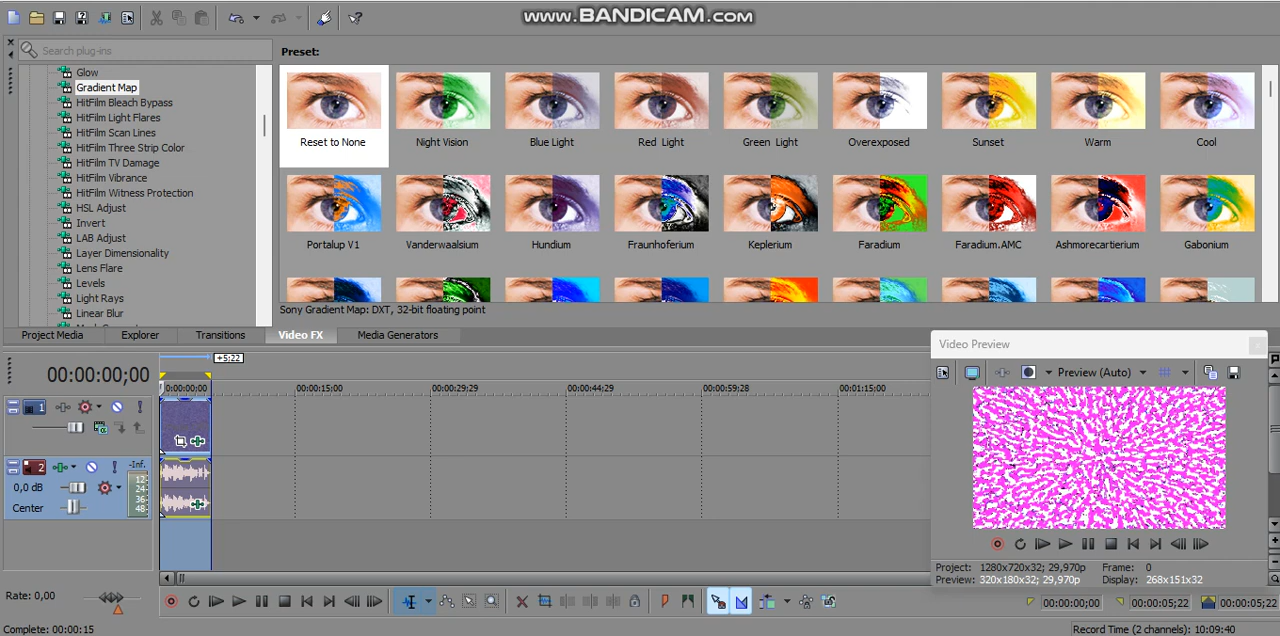 www.BANDICAM.com
Search plug-ins
Preset:
Glow
Gradient Map
HitFilm Bleach Bypass
HitFilm Light Flares
HitFilm Scan Lines
HitFilm Three Strip Color
HitFilm TV Damage
HitFilm Vibrance
HitFilm Witness Protection
HSL Adjust
Invert
LAB Adjust
Layer Dimensionality
Lens Flare
Levels
Light Rays
Linear Blur
Reset to None
Night Vision
Blue Light
Red Light
Green Light
Overexposed
Sunset
Warm
Cool
Portalup V1
Vanderwaalsium
Hundium
Fraunhoferium
Keplerium
Faradium
Faradium.AMC
Ashmorecartierium
Gabonium
Sony Gradient Map: DXT, 32-bit floating point
Project Media
Explorer
Transitions
Video FX
Media Generators
Video Preview
+5;22
00:00:00;00
0:00:00;00
00:00:15;00
00:00:29;29
00:00:44;29
00:00:59;28
00:01:15;00
Preview (Auto)
1
2
-Inf.
0,0 dB
Center
12
24
36
48
Project: 1280x720x32; 29,970p
Frame: 0
Preview: 320x180x32; 29,970p
Display: 268x151x32
Rate: 0,00
00:00:00;00
00:00:05;22
00:00:05;22
Complete: 00:00:15
Record Time (2 channels): 10:09:40